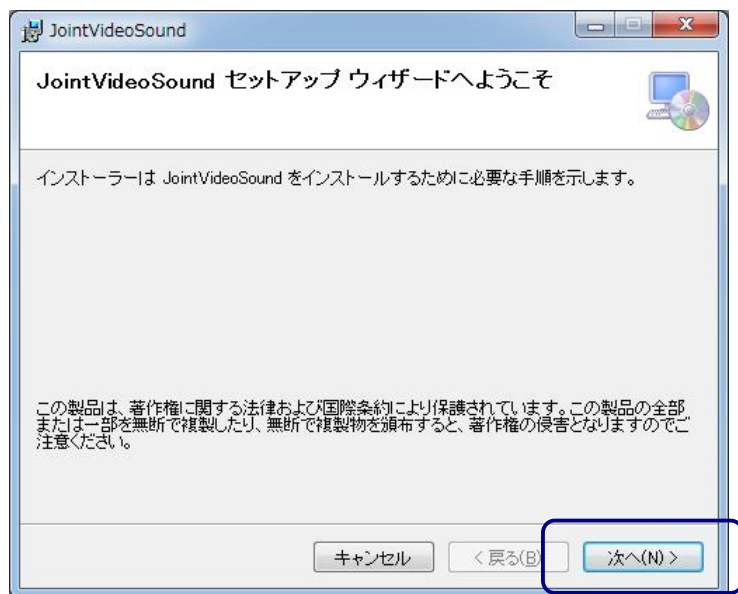 JointVideoSound
JointVideoSound セットアップ ウィザードへようこそ
インストーラーは JointVideoSound をインストールするために必要な手順を示します。
この製品は、著作権に関する法律および国際条約により保護されています。この製品の全部
または一部を無断で複製したり、無断で複製物を頒布すると、著作権の侵害となりますのでご
注意ください。
キャンセル
< 戻る(B)
次へ(N) >